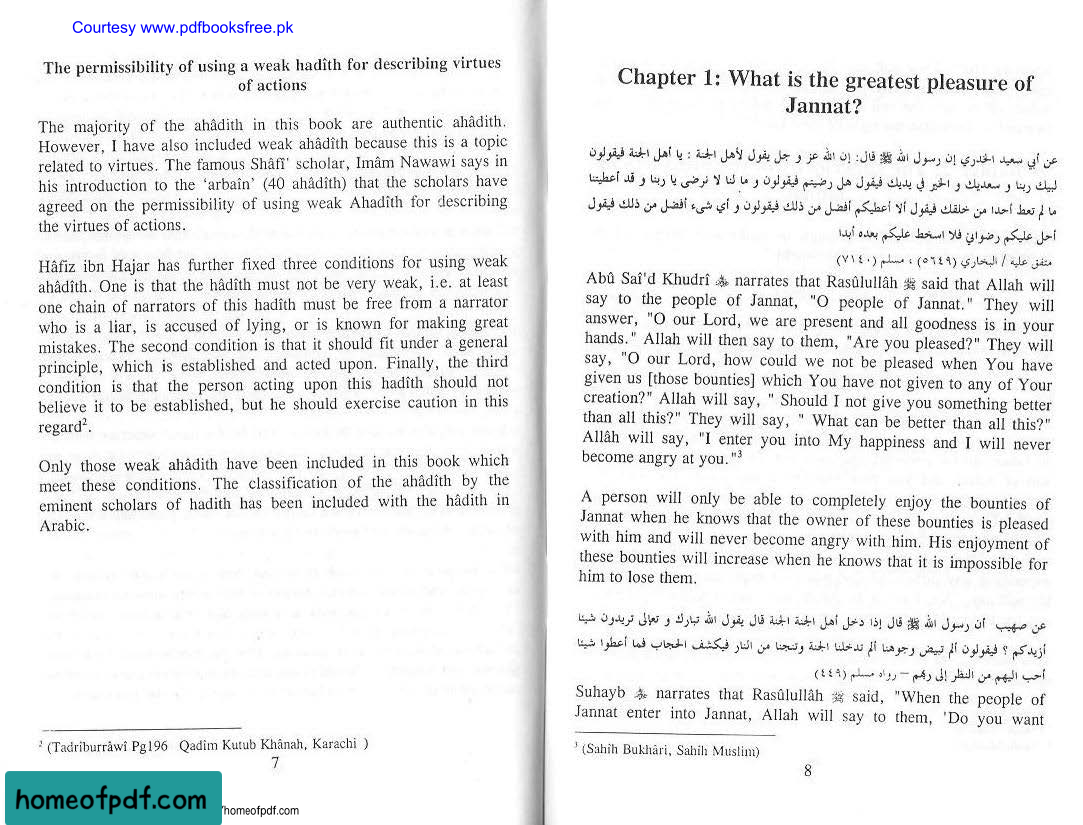 Courtesy www.pdfbooksfree.pk
The permissibility of using a weak hadîth for describing virtues
of actions
The majority of the ahâdith in this book are authentic ahâdith.
However, I have also included weak ahâdith because this is a topic
related to virtues. The famous Shâfi' scholar, Imâm Nawawi says in
his introduction to the 'arbaîn' (40 ahâdîth) that the scholars have
agreed on the permissibility of using weak Ahadîth for describing
the virtues of actions.
Hâfiz ibn Hajar has further fixed three conditions for using weak
ahâdîth. One is that the hâdîth must not be very weak, i.e. at least
one chain of narrators of this hadîth must be free from a narrator
who is a liar, is accused of lying, or is known for making great
mistakes. The second condition is that it should fit under a general
principle, which is established and acted upon. Finally, the third
condition is that the person acting upon this hadîth should not
believe it to be established, but he should exercise caution in this
regard².
Only those weak ahâdith have been included in this book which
meet these conditions. The classification of the ahâdîth by the
eminent scholars of hadith has been included with the hâdîth in
Arabic.
² (Tadrîburrâwî Pg196 Qadîm Kutub Khânah, Karachi )
7
homeofpdf.com
/homeofpdf.com
Chapter 1: What is the greatest pleasure of
Jannat?
عن أبي سعيد الخدري إن رسول الله ﷺ قال: إن الله عز و جل يقول لأهل الجنة : يا أهل الجنة فيقولون
لبيك ربنا و سعديك و الخير في يديك فيقول هل رضيتم فيقولون و ما لنا لا نرضى يا ربنا و قد أعطيتنا
ما لم تعط أحدا من خلقك فيقول ألا أعطيكم أفضل من ذلك فيقولون و أي شيء أفضل من ذلك فيقول
أحل عليكم رضواني فلا اسخط عليكم بعده أبدا
متفق علية / البخاري (٥٦٤٩) ، مسلم (٧١٤٠)
Abû Saî'd Khudrî narrates that Rasûlullâh ﷺ said that Allah will
say to the people of Jannat, "O people of Jannat." They will
answer, "O our Lord, we are present and all goodness is in your
hands." Allah will then say to them, "Are you pleased?" They will
say, "O our Lord, how could we not be pleased when You have
given us [those bounties] which You have not given to any of Your
creation?" Allah will say, " Should I not give you something better
than all this?" They will say, " What can be better than all this?"
Allâh will say, "I enter you into My happiness and I will never
become angry at you."³
A person will only be able to completely enjoy the bounties of
Jannat when he knows that the owner of these bounties is pleased
with him and will never become angry with him. His enjoyment of
these bounties will increase when he knows that it is impossible for
him to lose them.
عن صهيب أن رسول الله ﷺ قال إذا دخل أهل الجنة الجنة قال يقول الله تبارك و تعالى تريدون شيئا
أزيدكم ؟ فيقولون ألم تبيض وجوهنا ألم تدخلنا الجنة وتنجنا من النار فيكشف الحجاب فما أعطوا شيئا
أحب اليهم من النظر إلى ربهم – رواه مسلم (٤٤٩)
Suhayb narrates that Rasûlullâh ﷺ said, "When the people of
Jannat enter into Jannat, Allah will say to them, 'Do you want
³ (Sahîh Bukhâri, Sahîh Muslim)
8